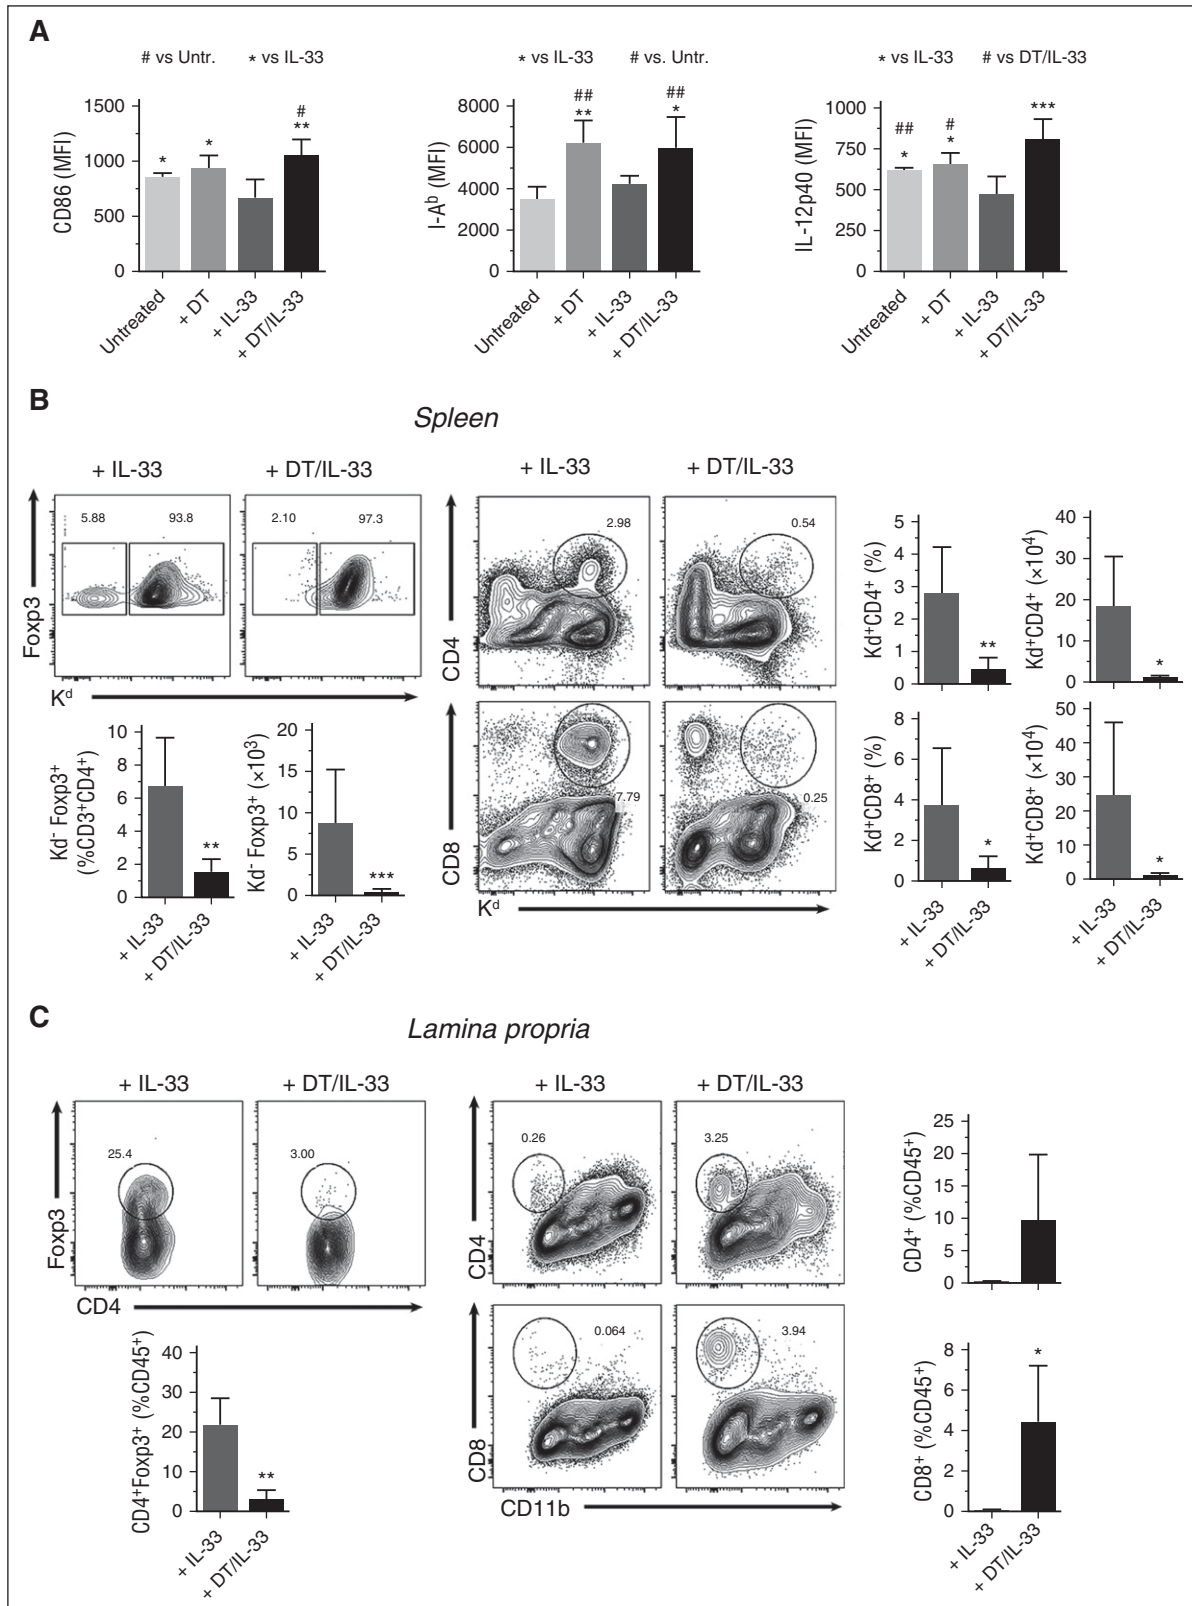 A
# vs Untr. * vs IL-33
CD86 (MFI)
1500
1000
500
0
# **
* * # **
Untreated
+ DT
+ IL-33
+ DT/IL-33
* vs IL-33 # vs. Untr.
I-Aᵇ (MFI)
8000
6000
4000
2000
0
## **
## *
Untreated
+ DT
+ IL-33
+ DT/IL-33
* vs IL-33 # vs DT/IL-33
IL-12p40 (MFI)
1000
750
500
250
0
## *
# *
***
Untreated
+ DT
+ IL-33
+ DT/IL-33
B
Spleen
+ IL-33 + DT/IL-33
5.88 93.8
2.10 97.3
Foxp3
Kᵈ
Kd⁻ Foxp3⁺
(%CD3⁺CD4⁺)
10
8
6
4
2
0
**
+ IL-33
+ DT/IL-33
Kd⁻ Foxp3⁺ (×10³)
20
15
10
5
0
***
+ IL-33
+ DT/IL-33
+ IL-33 + DT/IL-33
2.98
0.54
CD4
7.79
0.25
CD8
Kᵈ
Kd⁺CD4⁺ (%)
5
4
3
2
1
0
**
Kd⁺CD4⁺ (×10⁴)
40
30
20
10
0
*
Kd⁺CD8⁺ (%)
8
6
4
2
0
*
+ IL-33
+ DT/IL-33
Kd⁺CD8⁺ (×10⁴)
50
40
30
20
10
0
*
+ IL-33
+ DT/IL-33
C
Lamina propria
+ IL-33 + DT/IL-33
25.4
3.00
Foxp3
CD4
CD4⁺Foxp3⁺ (%CD45⁺)
40
30
20
10
0
**
+ IL-33
+ DT/IL-33
+ IL-33 + DT/IL-33
0.26
3.25
CD4
0.064
3.94
CD8
CD11b
CD4⁺ (%CD45⁺)
25
20
15
10
5
0
CD8⁺ (%CD45⁺)
8
6
4
2
0
*
+ IL-33
+ DT/IL-33